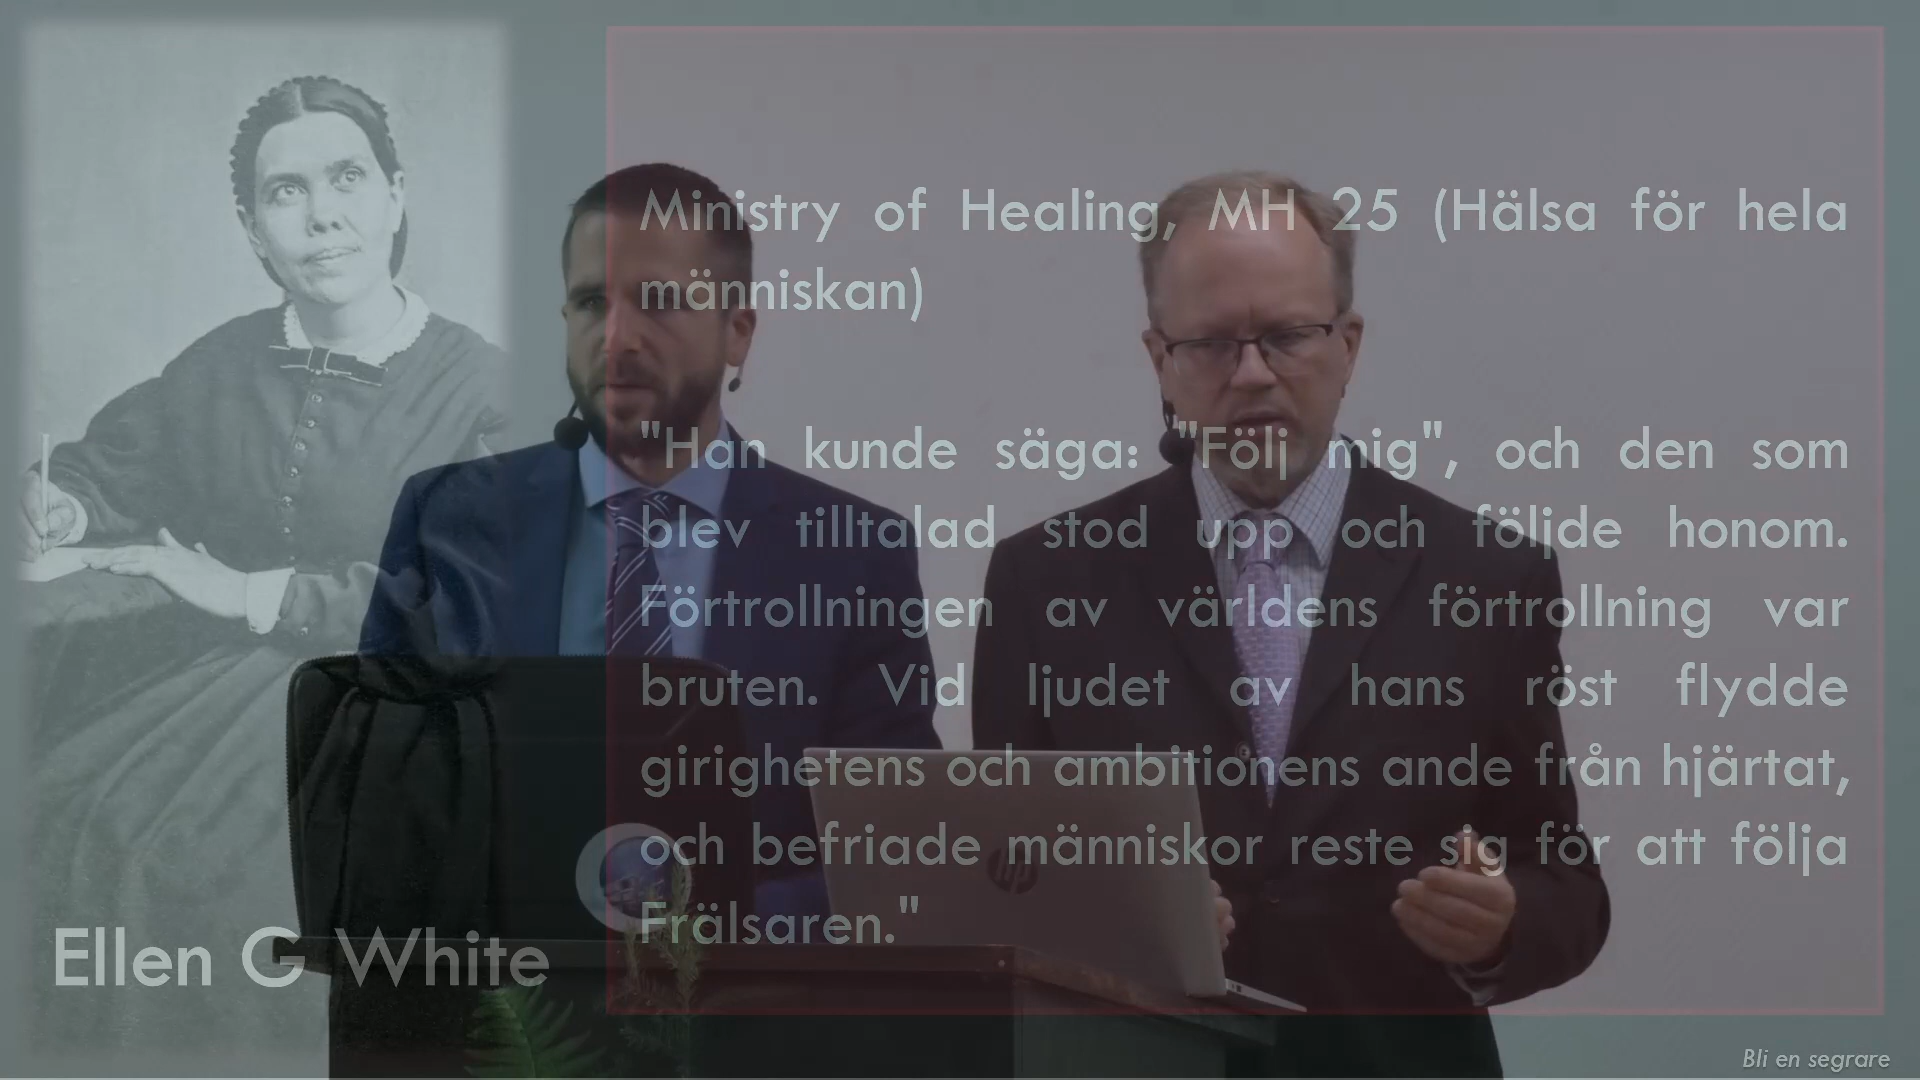 Ministry of Healing, MH 25 (Hälsa för hela
människan)
"Han kunde säga: "Följ mig", och den som
blev tilltalad stod upp och följde honom.
Förtrollningen av världens förtrollning var
bruten. Vid ljudet av hans röst flydde
girighetens och ambitionens ande från hjärtat,
och befriade människor reste sig för att följa
Frälsaren."
Ellen G White
hp
Bli en segrare